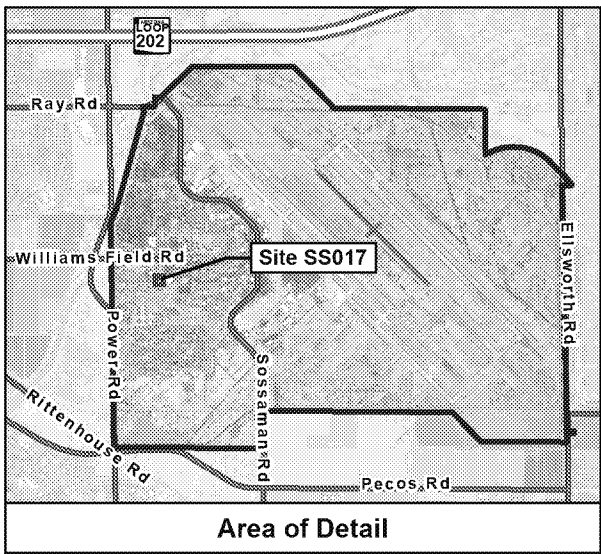 ARIZONA
LOOP
202
Ray Rd
Williams Field Rd
Site SS017
Ellsworth Rd
Power Rd
Sossaman Rd
Rittenhouse Rd
Pecos Rd
Area of Detail